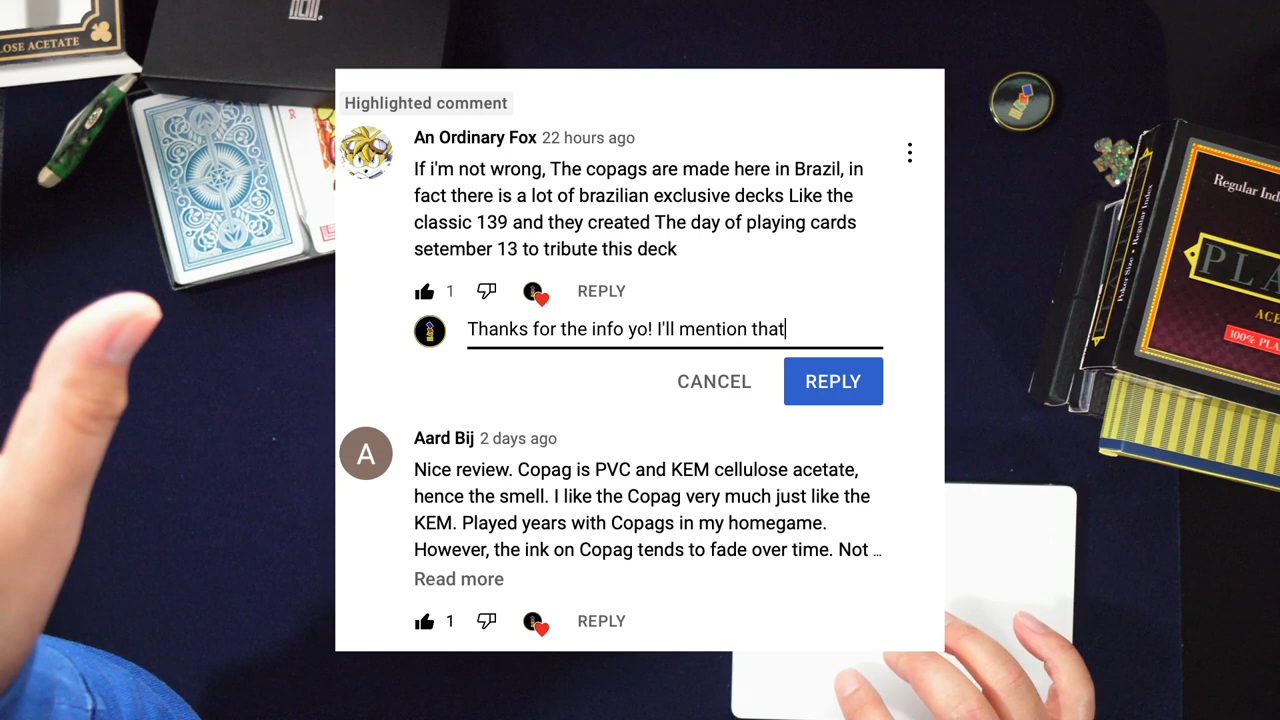 LOSE ACETATE
Highlighted comment
An Ordinary Fox 22 hours ago
If i'm not wrong, The copags are made here in Brazil, in
fact there is a lot of brazilian exclusive decks Like the
classic 139 and they created The day of playing cards
setember 13 to tribute this deck
1 REPLY
Thanks for the info yo! I'll mention that
CANCEL REPLY
A
Aard Bij 2 days ago
Nice review. Copag is PVC and KEM cellulose acetate,
hence the smell. I like the Copag very much just like the
KEM. Played years with Copags in my homegame.
However, the ink on Copag tends to fade over time. Not ...
Read more
1 REPLY
Poker Size • Regular Index
Regular Ind
PLA
ACE
100% PLA